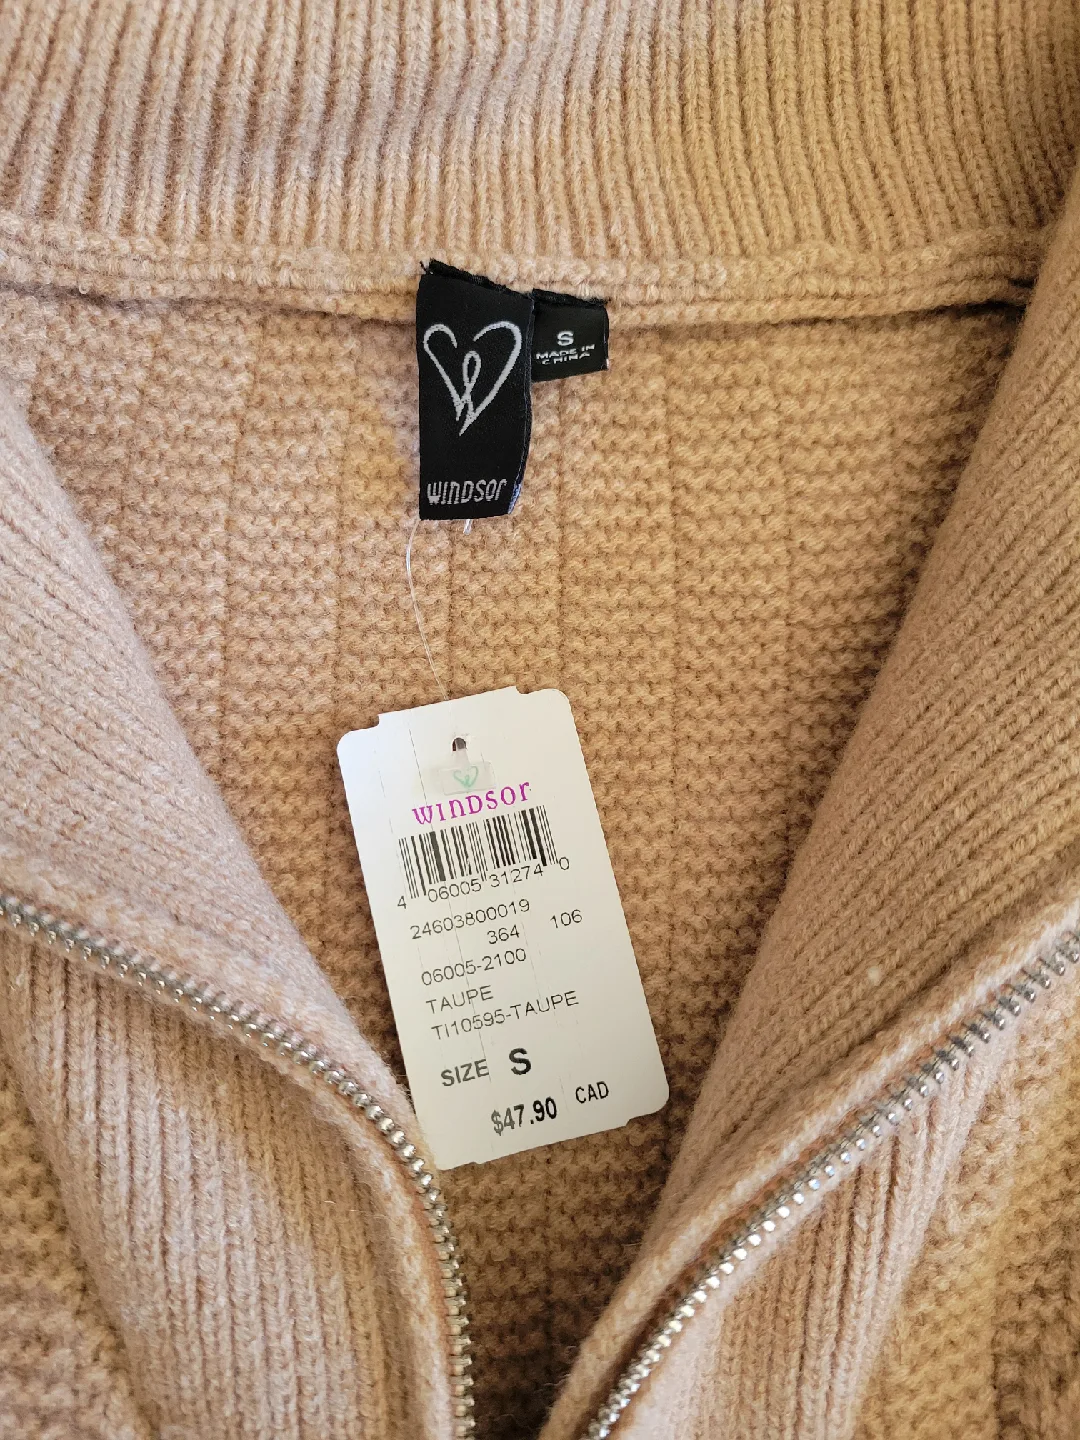 S
MADE IN
CHINA
WINDSOR
WINDSOR
4 06005 31274 0
24603800019
364 106
06005-2100
TAUPE
TI10595-TAUPE
SIZE S
$47.90 CAD